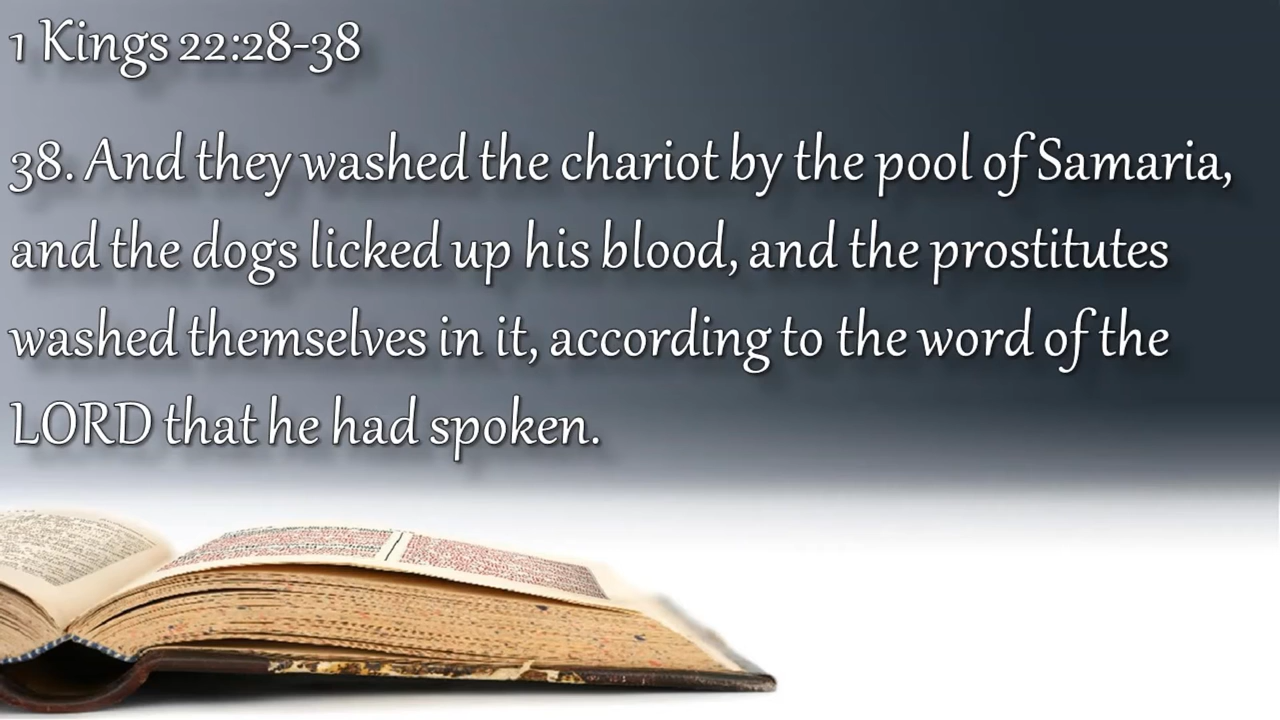 1 Kings 22:28-38
38. And they washed the chariot by the pool of Samaria,
and the dogs licked up his blood, and the prostitutes
washed themselves in it, according to the word of the
LORD that he had spoken.